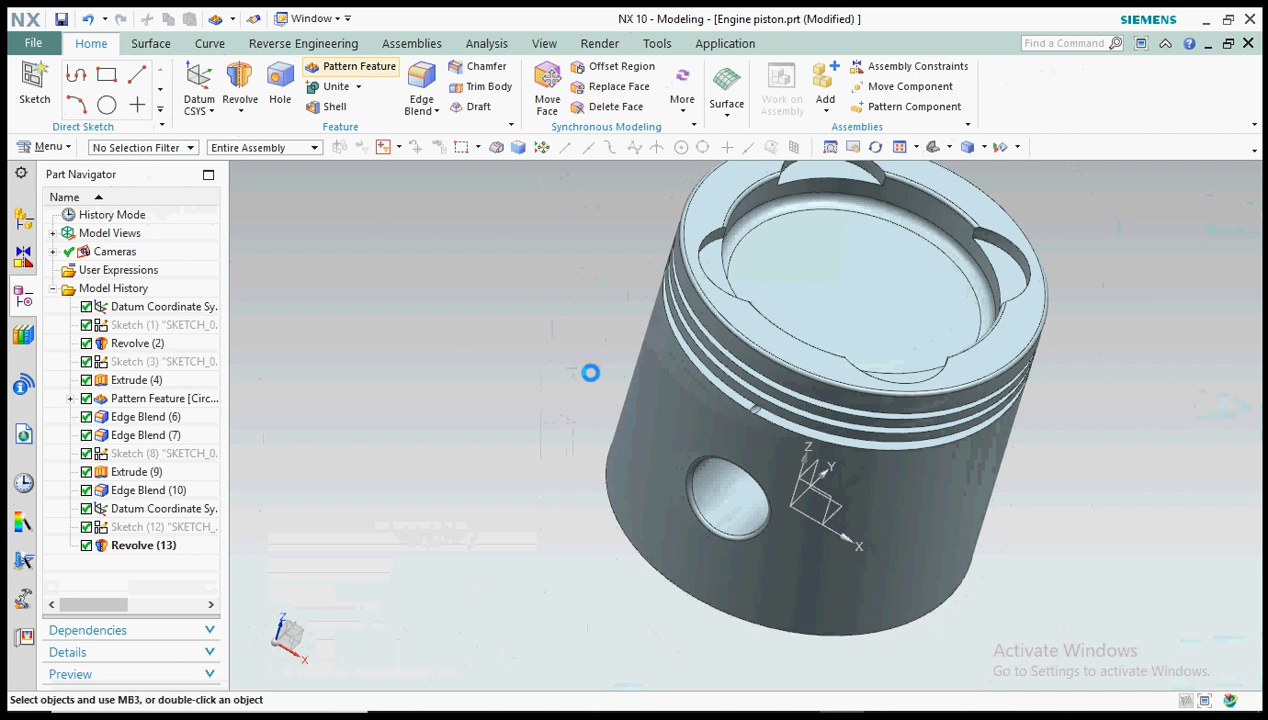 NX Window NX 10 - Modeling - [Engine piston.prt (Modified) ] SIEMENS
File Home Surface Curve Reverse Engineering Assemblies Analysis View Render Tools Application Find a Command
Sketch
Direct Sketch
Datum CSYS
Revolve
Hole
Pattern Feature
Unite
Shell
Edge Blend
Chamfer
Trim Body
Draft
Feature
Move Face
Offset Region
Replace Face
Delete Face
More
Synchronous Modeling
Surface
Work on Assembly
Add
Assembly Constraints
Move Component
Pattern Component
Assemblies
Menu No Selection Filter Entire Assembly
Part Navigator
Name
History Mode
Model Views
Cameras
User Expressions
Model History
Datum Coordinate Sy.
Sketch (1) "SKETCH_0.
Revolve (2)
Sketch (3) "SKETCH_0.
Extrude (4)
Pattern Feature [Circ...
Edge Blend (6)
Edge Blend (7)
Sketch (8) "SKETCH_0.
Extrude (9)
Edge Blend (10)
Datum Coordinate Sy.
Sketch (12) "SKETCH_.
Revolve (13)
Dependencies
Details
Preview
Z
Y
X
Z
X
Activate Windows
Go to Settings to activate Windows.
Select objects and use MB3, or double-click an object